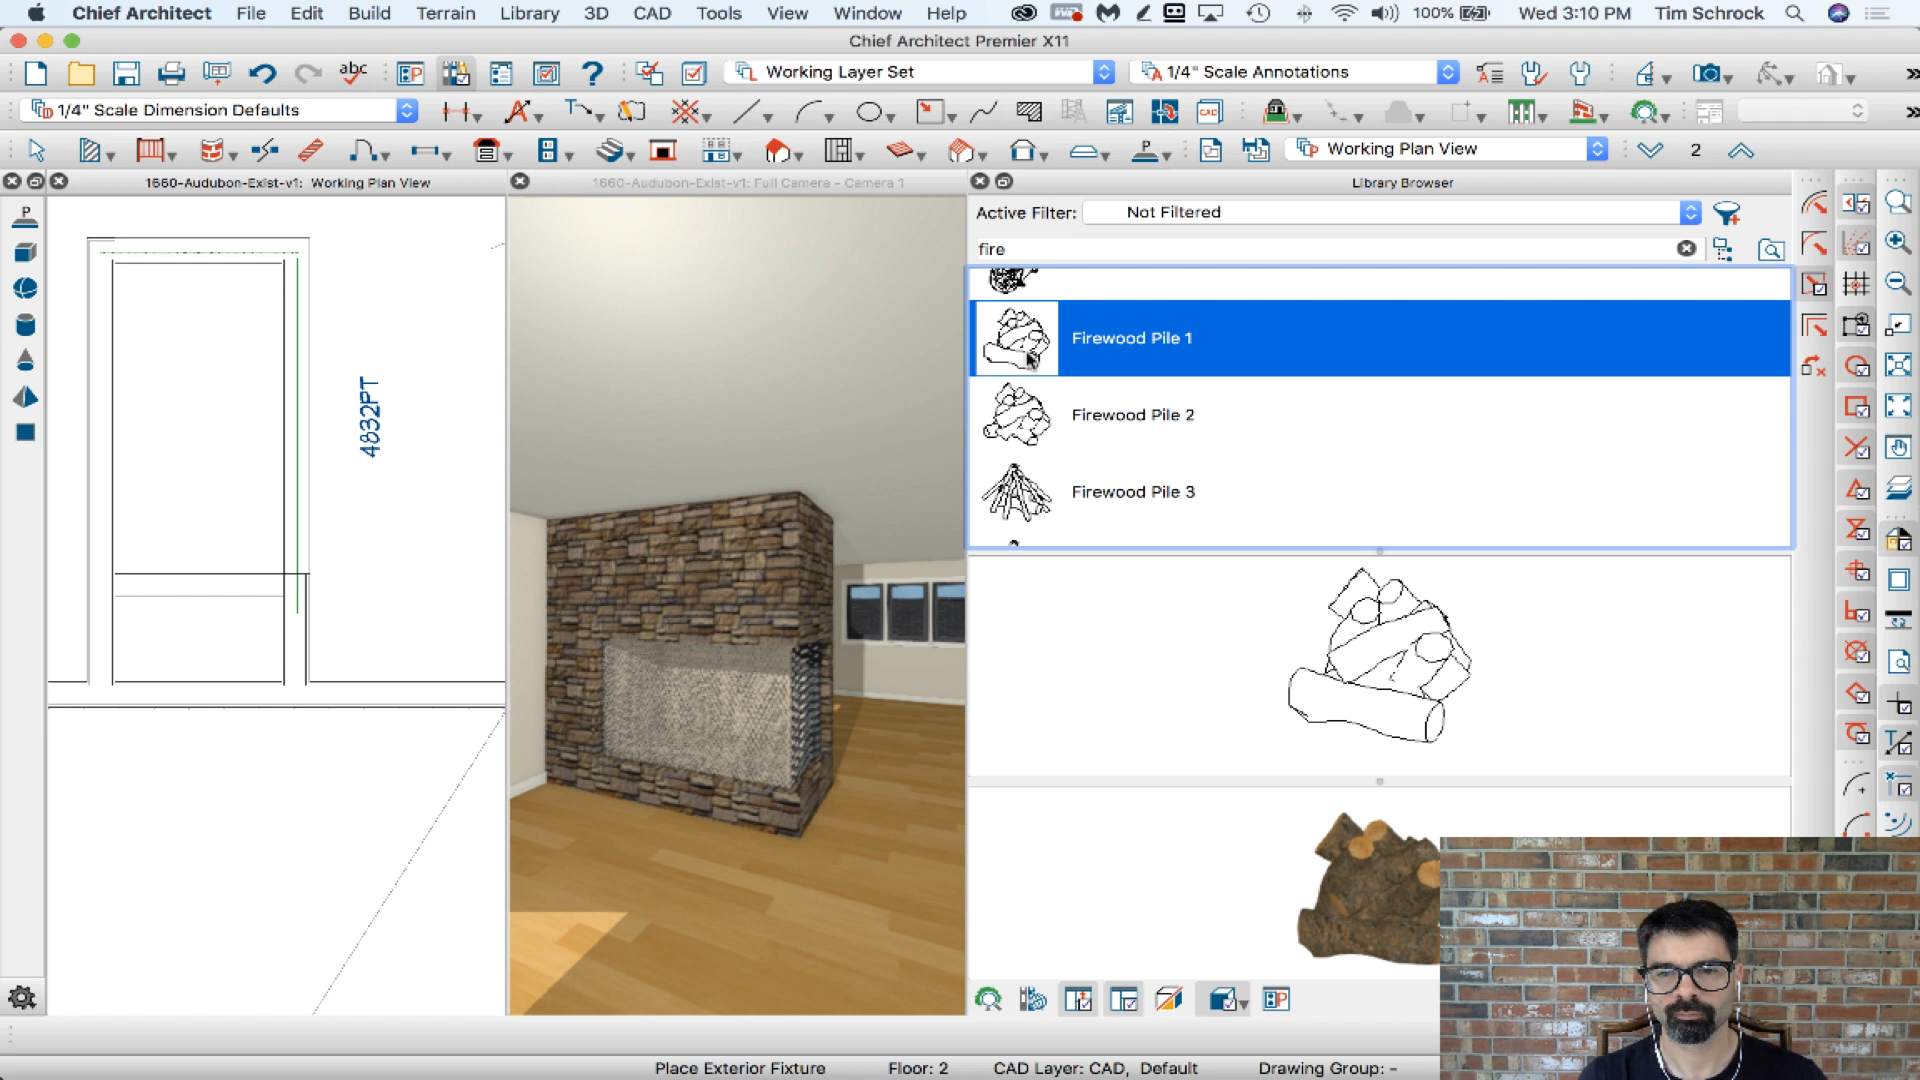 Chief Architect File Edit Build Terrain Library 3D CAD Tools View Window Help 100% Wed 3:10 PM Tim Schrock
Chief Architect Premier X11
abc Working Layer Set 1/4" Scale Annotations
1/4" Scale Dimension Defaults CAD
Working Plan View 2
1660-Audubon-Exist-v1: Working Plan View
1660-Audubon-Exist-v1: Full Camera - Camera 1
Library Browser
Active Filter: Not Filtered
fire
Firewood Pile 1
Firewood Pile 2
Firewood Pile 3
4832PT
Place Exterior Fixture Floor: 2 CAD Layer: CAD, Default Drawing Group: -